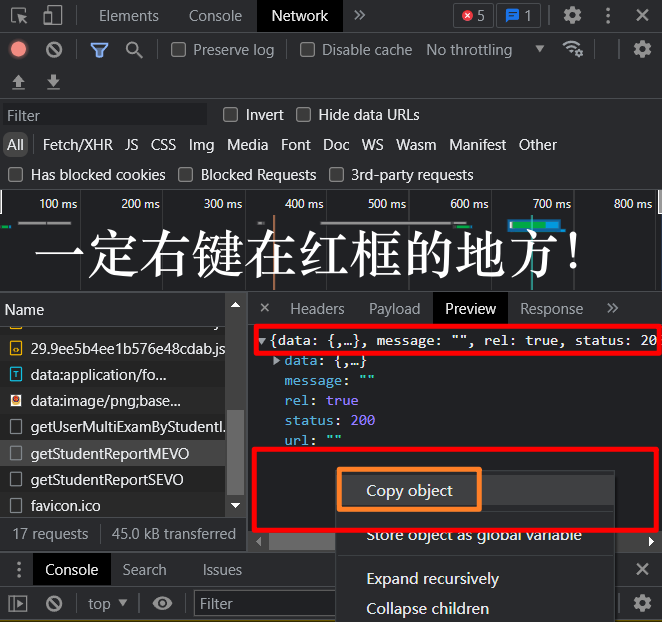 Elements Console Network 5 1
Preserve log Disable cache No throttling
Filter Invert Hide data URLs
All Fetch/XHR JS CSS Img Media Font Doc WS Wasm Manifest Other
Has blocked cookies Blocked Requests 3rd-party requests
100 ms 200 ms 300 ms 400 ms 500 ms 600 ms 700 ms 800 ms
一定右键在红框的地方！
Name
29.9ee5b4ee1b576e48cdab.js
data:application/fo...
data:image/png;base...
getUserMultiExamByStudentI.
getStudentReportMEVO
getStudentReportSEVO
favicon.ico
17 requests 45.0 kB transferred
Headers Payload Preview Response
{data: {,…}, message: "", rel: true, status: 20
data: {,…}
message: ""
rel: true
status: 200
url: ""
Copy object
Store object as global variable
Expand recursively
Collapse children
Console Search Issues
top Filter